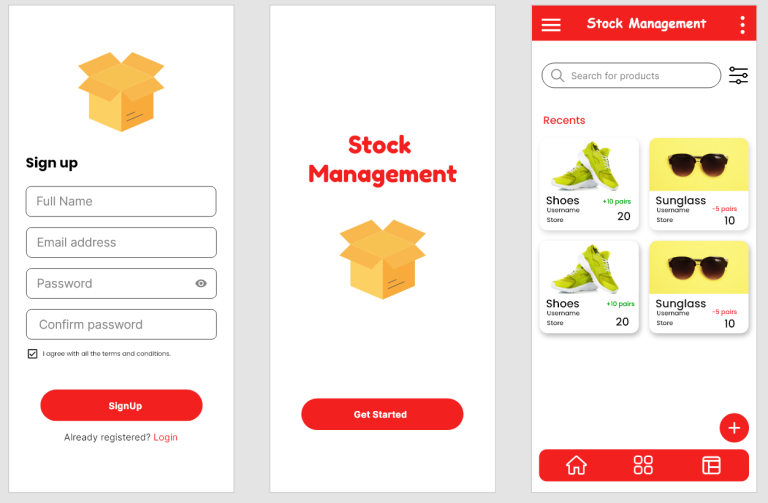 Sign up
Full Name
Email address
Password
Confirm password
I agree with all the terms and conditions.
SignUp
Already registered? Login
Stock
Management
Get Started
Stock Management
Search for products
Recents
Shoes
+10 pairs
Username
Store
20
Sunglass
-5 pairs
Username
Store
10
Shoes
+10 pairs
Username
Store
20
Sunglass
-5 pairs
Username
Store
10